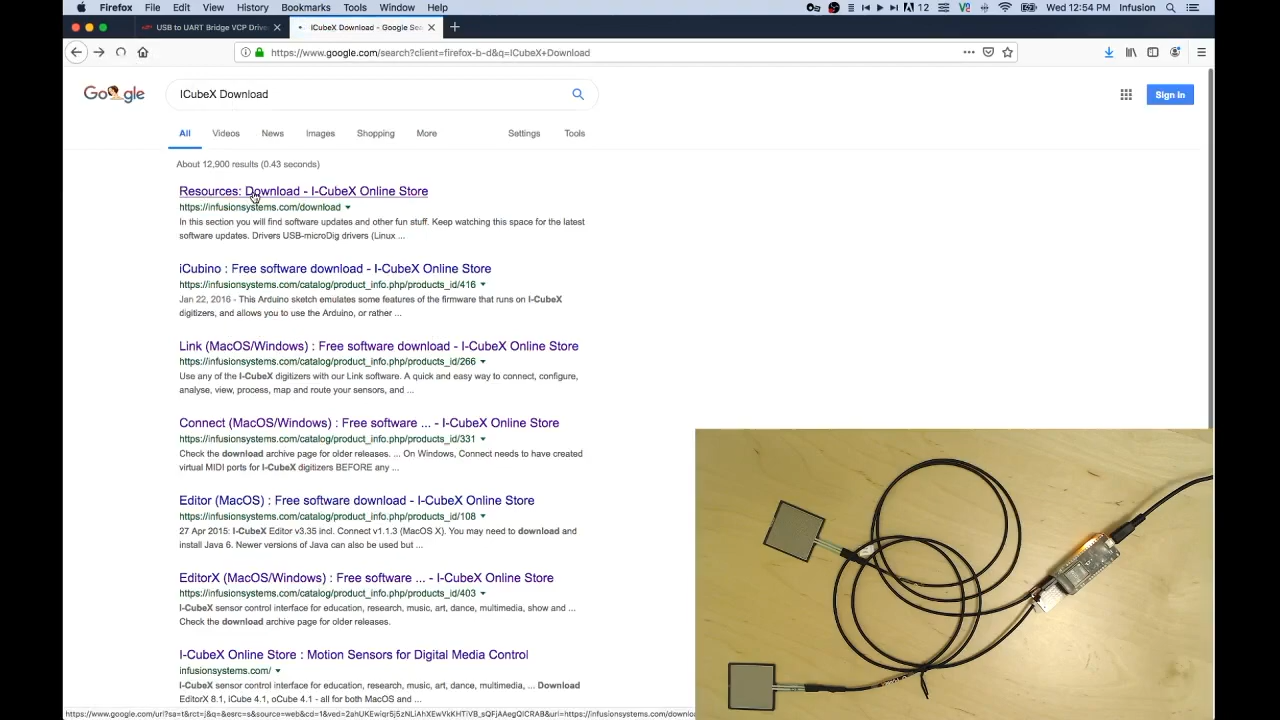 Firefox File Edit View History Bookmarks Tools Window Help
12 Wed 12:54 PM Infusion
USB to UART Bridge VCP Drive
ICubeX Download - Google Sea
https://www.google.com/search?client=firefox-b-d&q=ICubeX+Download
Google
ICubeX Download
Sign In
All Videos News Images Shopping More Settings Tools
About 12,900 results (0.43 seconds)
Resources: Download - I-CubeX Online Store
https://infusionsystems.com/download
In this section you will find software updates and other fun stuff. Keep watching this space for the latest
software updates. Drivers USB-microDig drivers (Linux ...
iCubino : Free software download - I-CubeX Online Store
https://infusionsystems.com/catalog/product_info.php/products_id/416
Jan 22, 2016 - This Arduino sketch emulates some features of the firmware that runs on I-CubeX
digitizers, and allows you to use the Arduino, or rather ...
Link (MacOS/Windows) : Free software download - I-CubeX Online Store
https://infusionsystems.com/catalog/product_info.php/products_id/266
Use any of the I-CubeX digitizers with our Link software. A quick and easy way to connect, configure,
analyse, view, process, map and route your sensors, and ...
Connect (MacOS/Windows) : Free software ... - I-CubeX Online Store
https://infusionsystems.com/catalog/product_info.php/products_id/331
Check the download archive page for older releases. ... On Windows, Connect needs to have created
virtual MIDI ports for I-CubeX digitizers BEFORE any ...
Editor (MacOS) : Free software download - I-CubeX Online Store
https://infusionsystems.com/catalog/product_info.php/products_id/108
27 Apr 2015: I-CubeX Editor v3.35 incl. Connect v1.1.3 (MacOS X). You may need to download and
install Java 6. Newer versions of Java can also be used but ...
EditorX (MacOS/Windows) : Free software ... - I-CubeX Online Store
https://infusionsystems.com/catalog/product_info.php/products_id/403
I-CubeX sensor control interface for education, research, music, art, dance, multimedia, show and ...
Check the download archive page for older releases.
I-CubeX Online Store : Motion Sensors for Digital Media Control
infusionsystems.com/
I-CubeX sensor control interface for education, research, music, art, dance, multimedia, ... Download
EditorX 8.1, iCube 4.1, oCube 4.1 - all for both MacOS and ...